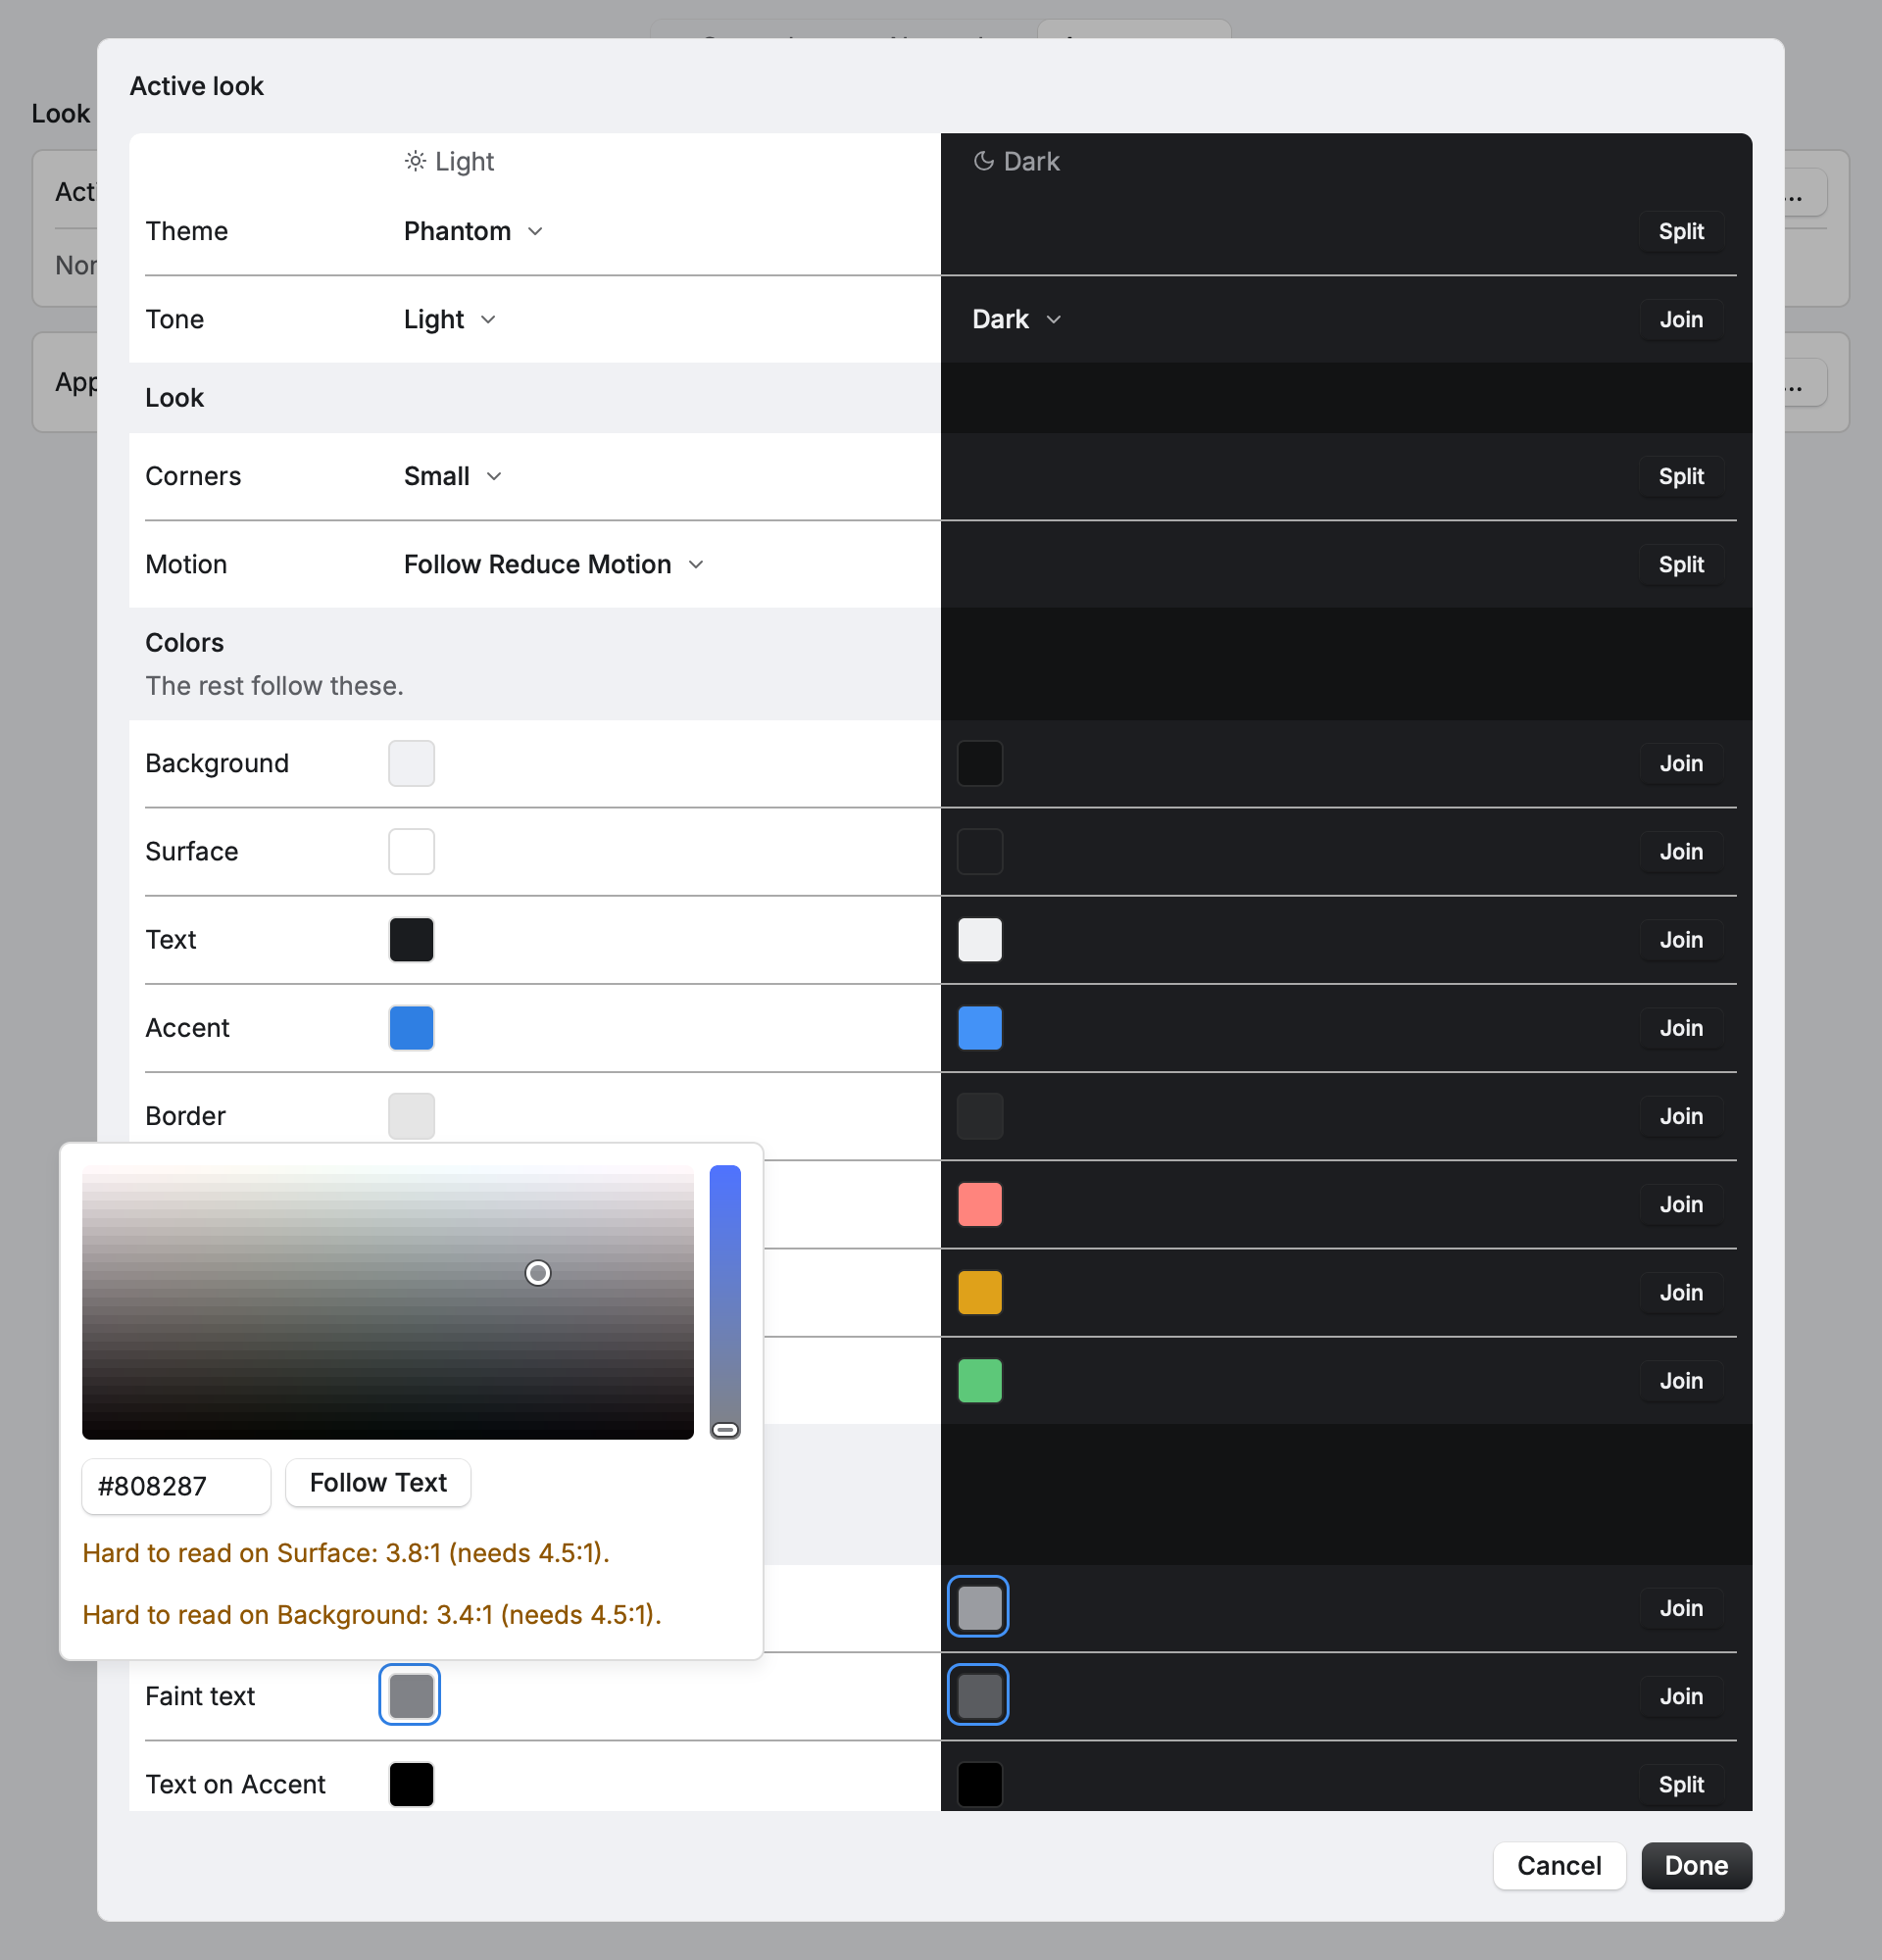 Active look
Look
Light
Dark
Theme
Phantom
Split
Tone
Light
Dark
Join
Look
Corners
Small
Split
Motion
Follow Reduce Motion
Split
Colors
The rest follow these.
Background
Join
Surface
Join
Text
Join
Accent
Join
Border
Join
Join
Join
Join
#808287
Follow Text
Hard to read on Surface: 3.8:1 (needs 4.5:1).
Hard to read on Background: 3.4:1 (needs 4.5:1).
Join
Faint text
Join
Text on Accent
Split
Cancel
Done